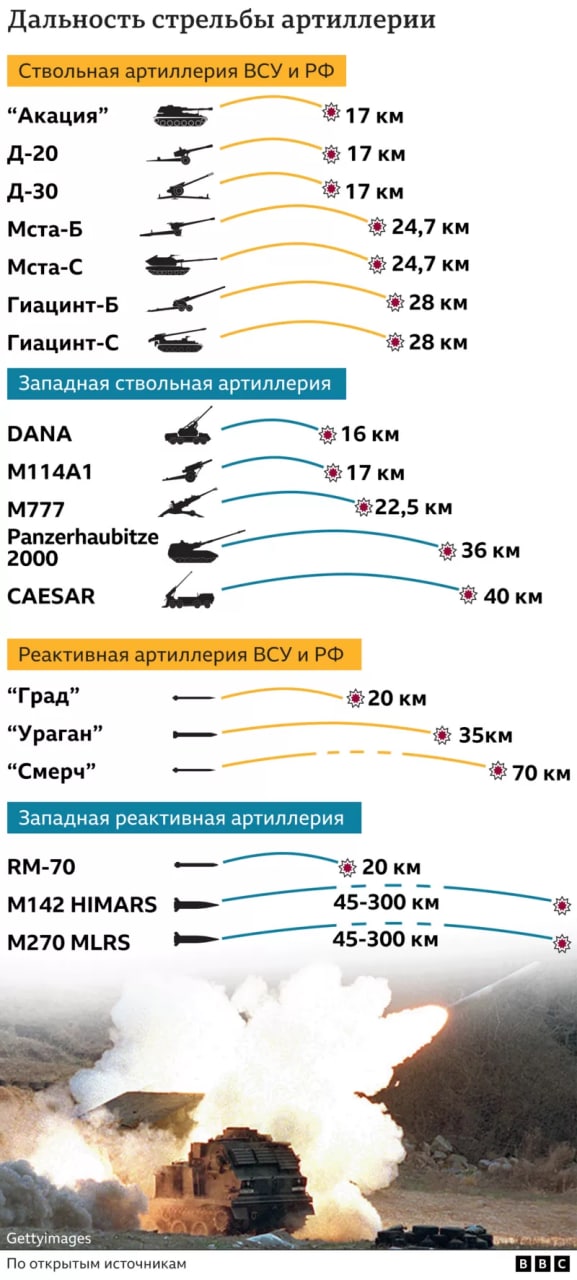 Дальность стрельбы артиллерии
Ствольная артиллерия ВСУ и РФ
“Акация” 17 км
Д-20 17 км
Д-30 17 км
Мста-Б 24,7 км
Мста-С 24,7 км
Гиацинт-Б 28 км
Гиацинт-С 28 км
Западная ствольная артиллерия
DANA 16 км
M114A1 17 км
M777 22,5 км
Panzerhaubitze
2000 36 км
CAESAR 40 км
Реактивная артиллерия ВСУ и РФ
“Град” 20 км
“Ураган” 35км
“Смерч” 70 км
Западная реактивная артиллерия
RM-70 20 км
M142 HIMARS 45-300 км
M270 MLRS 45-300 км
Gettyimages
По открытым источникам BBC